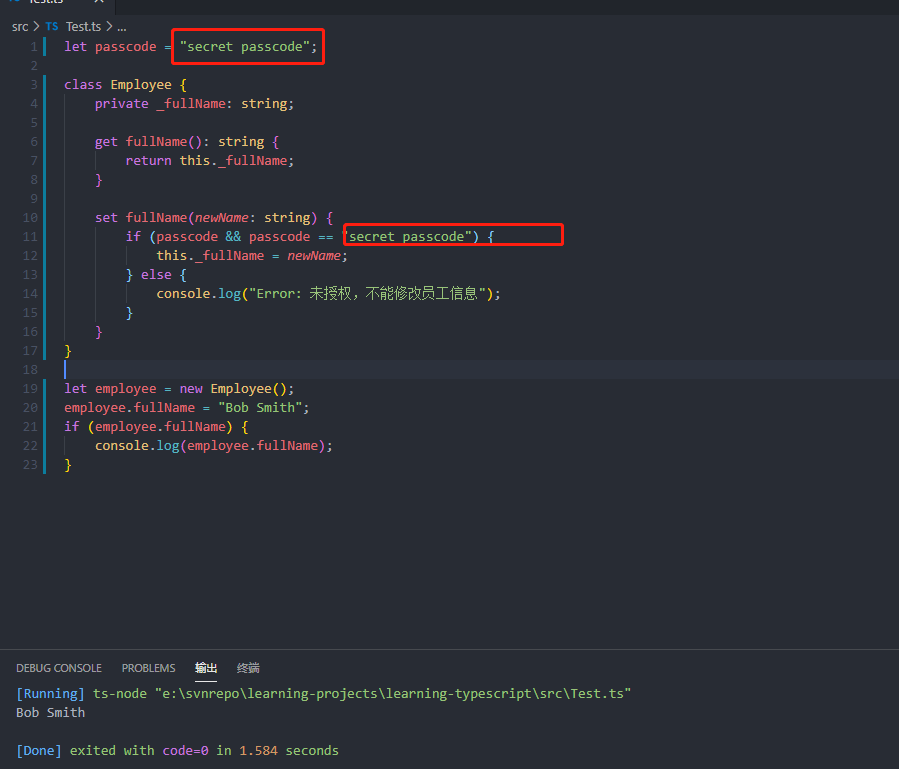 Test.ts
src > TS Test.ts > ...
1 let passcode = "secret passcode";
2
3 class Employee {
4 private _fullName: string;
5
6 get fullName(): string {
7 return this._fullName;
8 }
9
10 set fullName(newName: string) {
11 if (passcode && passcode == "secret passcode") {
12 this._fullName = newName;
13 } else {
14 console.log("Error: 未授权，不能修改员工信息");
15 }
16 }
17 }
18
19 let employee = new Employee();
20 employee.fullName = "Bob Smith";
21 if (employee.fullName) {
22 console.log(employee.fullName);
23 }
DEBUG CONSOLE PROBLEMS 输出 终端
[Running] ts-node "e:\svnrepo\learning-projects\learning-typescript\src\Test.ts"
Bob Smith
[Done] exited with code=0 in 1.584 seconds